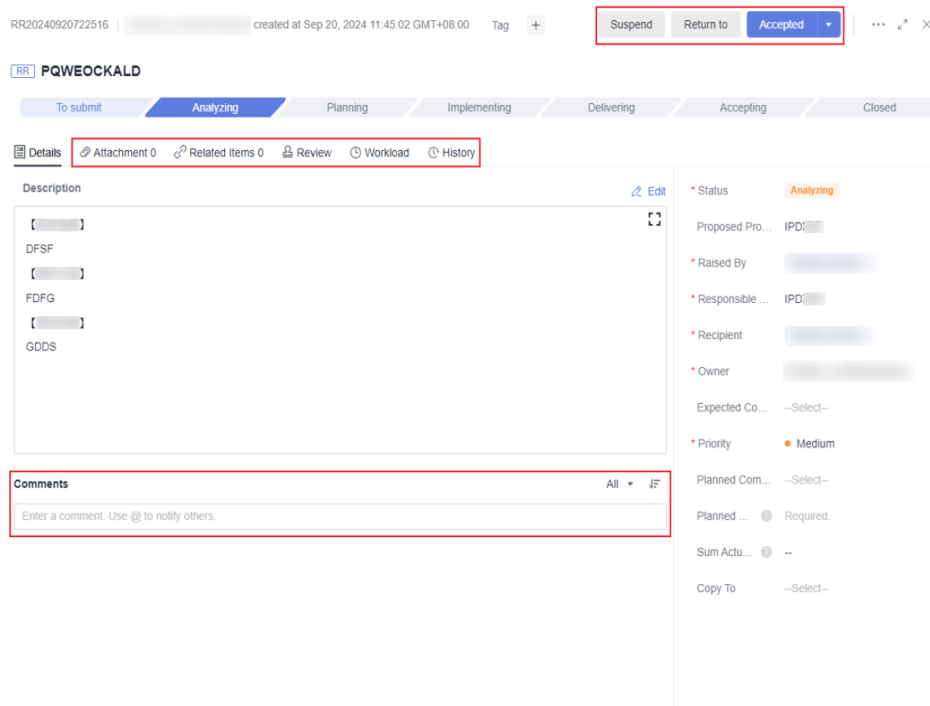 RR20240920722516 created at Sep 20, 2024 11:45:02 GMT+08:00 Tag + Suspend Return to Accepted
RR PQWEOCKALD
To submit Analyzing Planning Implementing Delivering Accepting Closed
Details Attachment 0 Related Items 0 Review Workload History
Description Edit
【 】
DFSF
【 】
FDFG
【 】
GDDS
Comments All
Enter a comment. Use @ to notify others.
* Status Analyzing
Proposed Pro... IPD
* Raised By
* Responsible ... IPD
* Recipient
* Owner
Expected Co... --Select--
* Priority Medium
Planned Com... --Select--
Planned ... Required.
Sum Actu... --
Copy To --Select--